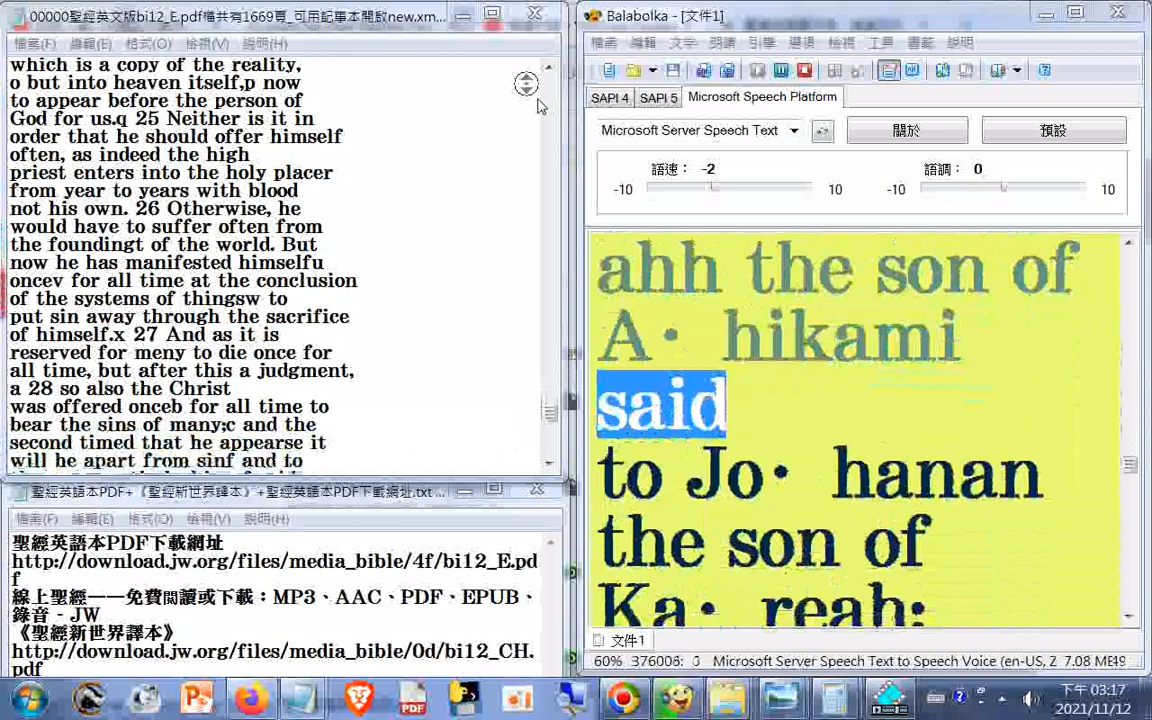 00000聖經英文版bi12_E.pdf檔共有1669頁_可用記事本開啟new.xm...
檔案(F) 編輯(E) 格式(O) 檢視(V) 說明(H)
which is a copy of the reality,
o but into heaven itself,p now
to appear before the person of
God for us.q 25 Neither is it in
order that he should offer himself
often, as indeed the high
priest enters into the holy placer
from year to years with blood
not his own. 26 Otherwise, he
would have to suffer often from
the foundingt of the world. But
now he has manifested himselfu
oncev for all time at the conclusion
of the systems of thingsw to
put sin away through the sacrifice
of himself.x 27 And as it is
reserved for meny to die once for
all time, but after this a judgment,
a 28 so also the Christ
was offered onceb for all time to
bear the sins of many;c and the
second timed that he appearse it
will he apart from sinf and to
聖經英語本PDF+《聖經新世界譯本》+聖經英語本PDF下載網址.txt ...
檔案(F) 編輯(E) 格式(O) 檢視(V) 說明(H)
聖經英語本PDF下載網址
http://download.jw.org/files/media_bible/4f/bi12_E.pd
f
線上聖經——免費閱讀或下載：MP3、AAC、PDF、EPUB、
錄音 - JW
《聖經新世界譯本》
http://download.jw.org/files/media_bible/0d/bi12_CH.
pdf
Balabolka - [文件1]
檔案 編輯 文字 朗讀 引擎 選項 檢視 工具 書籤 說明
SAPI 4 SAPI 5 Microsoft Speech Platform
Microsoft Server Speech Text 關於 預設
語速： -2 語調： 0
-10 10 -10 10
ahh the son of
A· hikami
said
to Jo· hanan
the son of
Ka· reah:
文件1
60% Microsoft Server Speech Text to Speech Voice (en-US, Z 7.08 MB
下午 03:17
2021/11/12